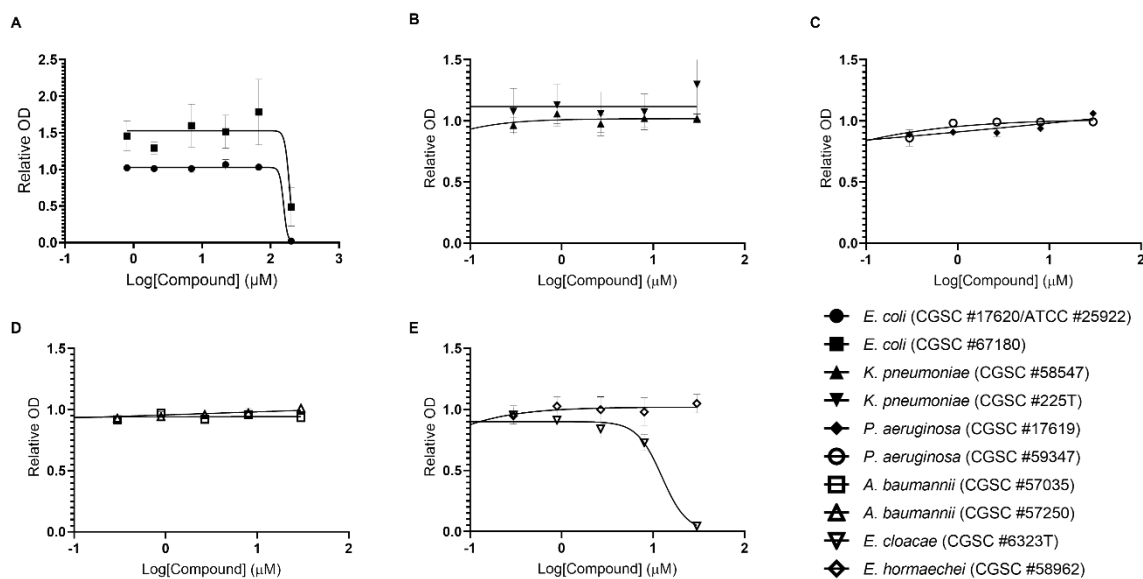 A
2.5
2.0
1.5
1.0
0.5
0.0
Relative OD
-1 0 1 2 3
Log[Compound] (µM)
B
1.5
1.0
0.5
0.0
Relative OD
-1 0 1 2
Log[Compound] (µM)
C
1.5
1.0
0.5
0.0
Relative OD
-1 0 1 2
Log[Compound] (µM)
D
1.5
1.0
0.5
0.0
Relative OD
-1 0 1 2
Log[Compound] (µM)
E
1.5
1.0
0.5
0.0
Relative OD
-1 0 1 2
Log[Compound] (µM)
E. coli (CGSC #17620/ATCC #25922)
E. coli (CGSC #67180)
K. pneumoniae (CGSC #58547)
K. pneumoniae (CGSC #225T)
P. aeruginosa (CGSC #17619)
P. aeruginosa (CGSC #59347)
A. baumannii (CGSC #57035)
A. baumannii (CGSC #57250)
E. cloacae (CGSC #6323T)
E. hormaechei (CGSC #58962)